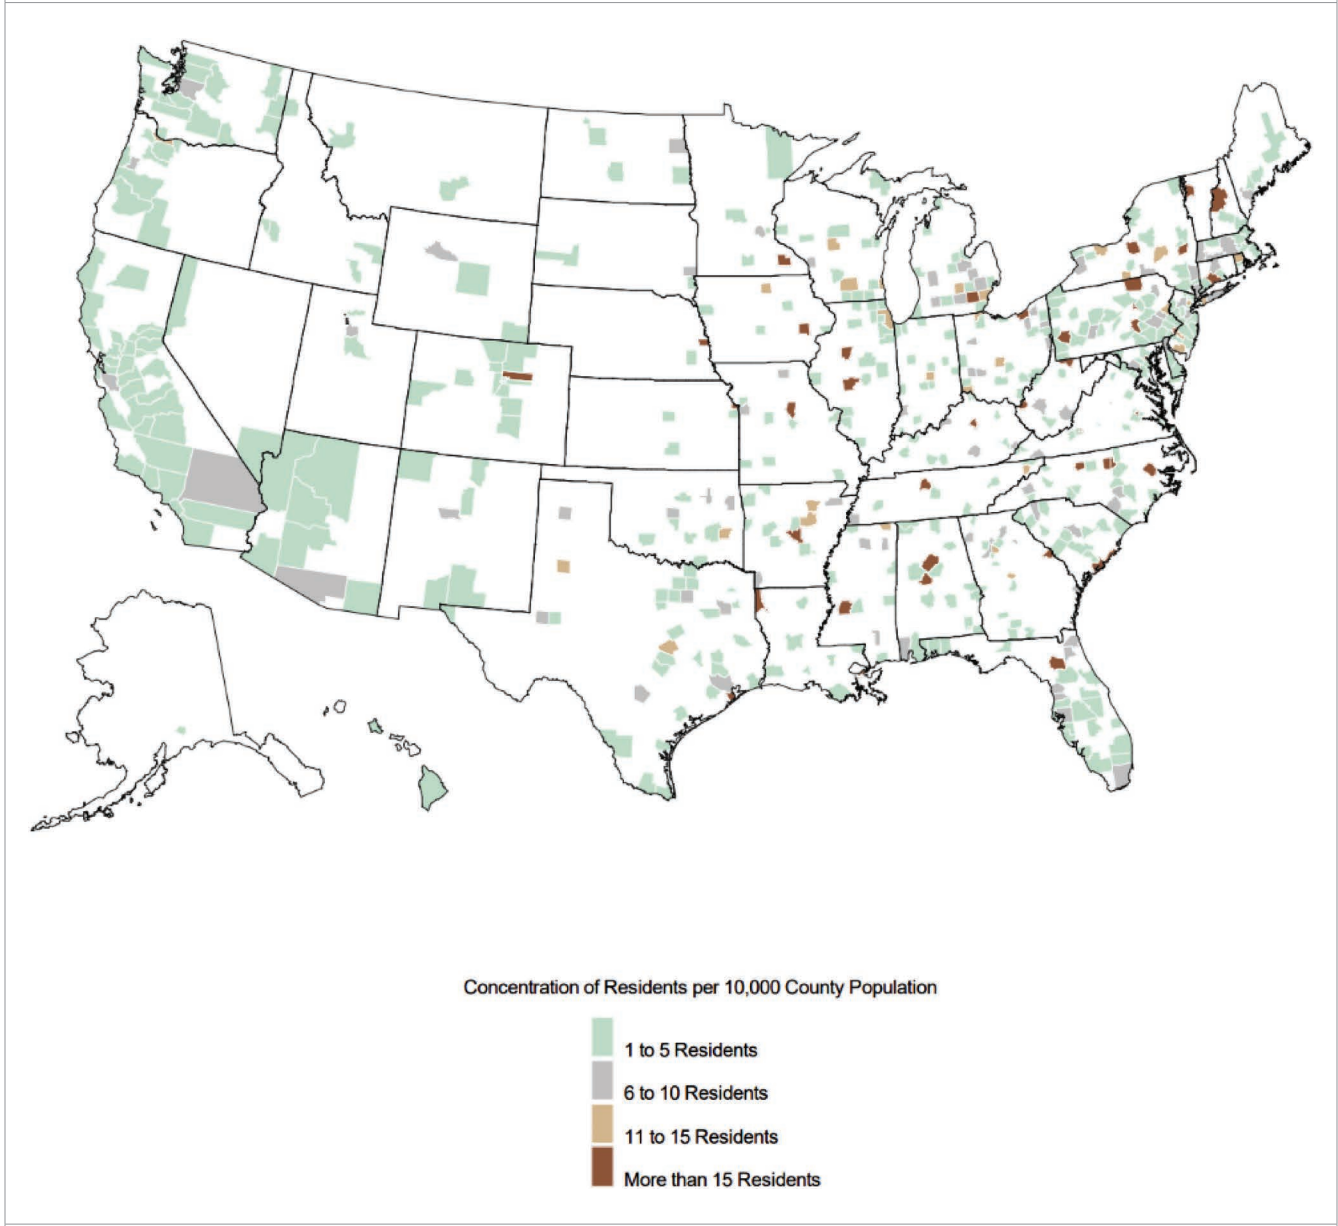 Concentration of Residents per 10,000 County Population
1 to 5 Residents
6 to 10 Residents
11 to 15 Residents
More than 15 Residents